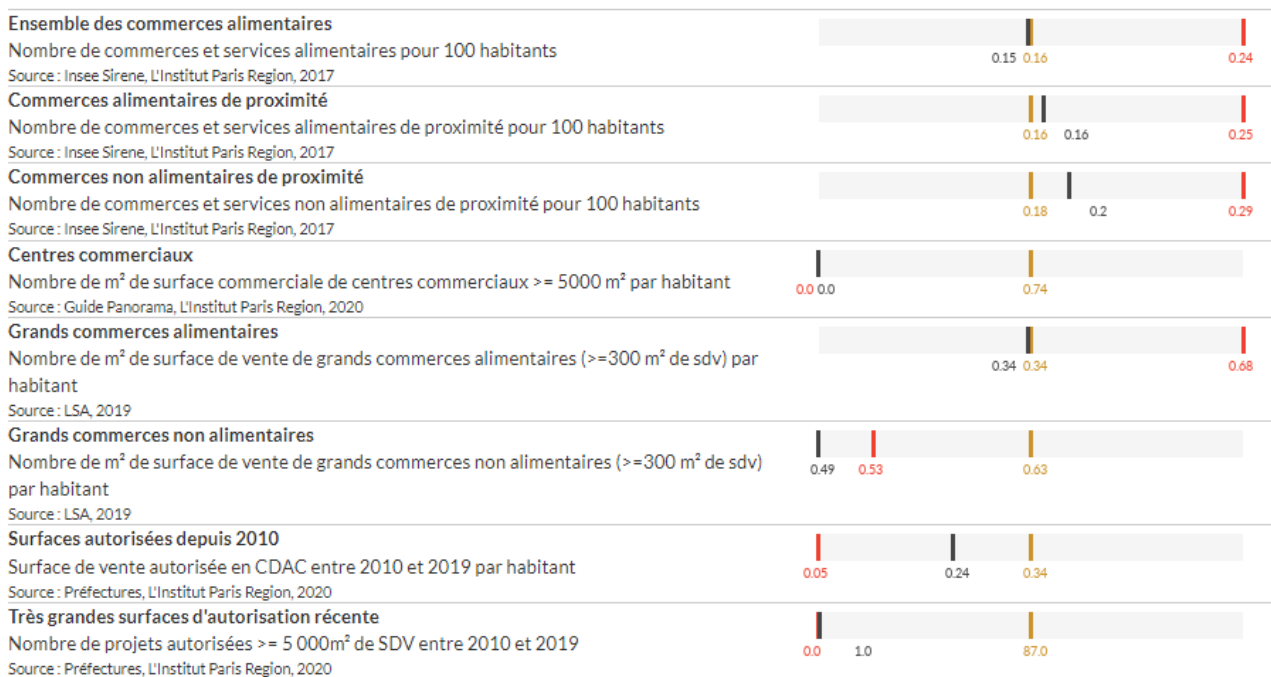 Ensemble des commerces alimentaires
Nombre de commerces et services alimentaires pour 100 habitants
0.15 0.16 0.24
Source : Insee Sirene, L'Institut Paris Region, 2017
Commerces alimentaires de proximité
Nombre de commerces et services alimentaires de proximité pour 100 habitants
0.16 0.16 0.25
Source : Insee Sirene, L'Institut Paris Region, 2017
Commerces non alimentaires de proximité
Nombre de commerces et services non alimentaires de proximité pour 100 habitants
0.18 0.2 0.29
Source : Insee Sirene, L'Institut Paris Region, 2017
Centres commerciaux
Nombre de m² de surface commerciale de centres commerciaux >= 5000 m² par habitant
0.0 0.0 0.74
Source : Guide Panorama, L'Institut Paris Region, 2020
Grands commerces alimentaires
Nombre de m² de surface de vente de grands commerces alimentaires (>=300 m² de sdv) par
0.34 0.34 0.68
habitant
Source : LSA, 2019
Grands commerces non alimentaires
Nombre de m² de surface de vente de grands commerces non alimentaires (>=300 m² de sdv)
0.49 0.53 0.63
par habitant
Source : LSA, 2019
Surfaces autorisées depuis 2010
Surface de vente autorisée en CDAC entre 2010 et 2019 par habitant
0.05 0.24 0.34
Source : Préfectures, L'Institut Paris Region, 2020
Très grandes surfaces d'autorisation récente
Nombre de projets autorisées >= 5 000m² de SDV entre 2010 et 2019
0.0 1.0 87.0
Source : Préfectures, L'Institut Paris Region, 2020